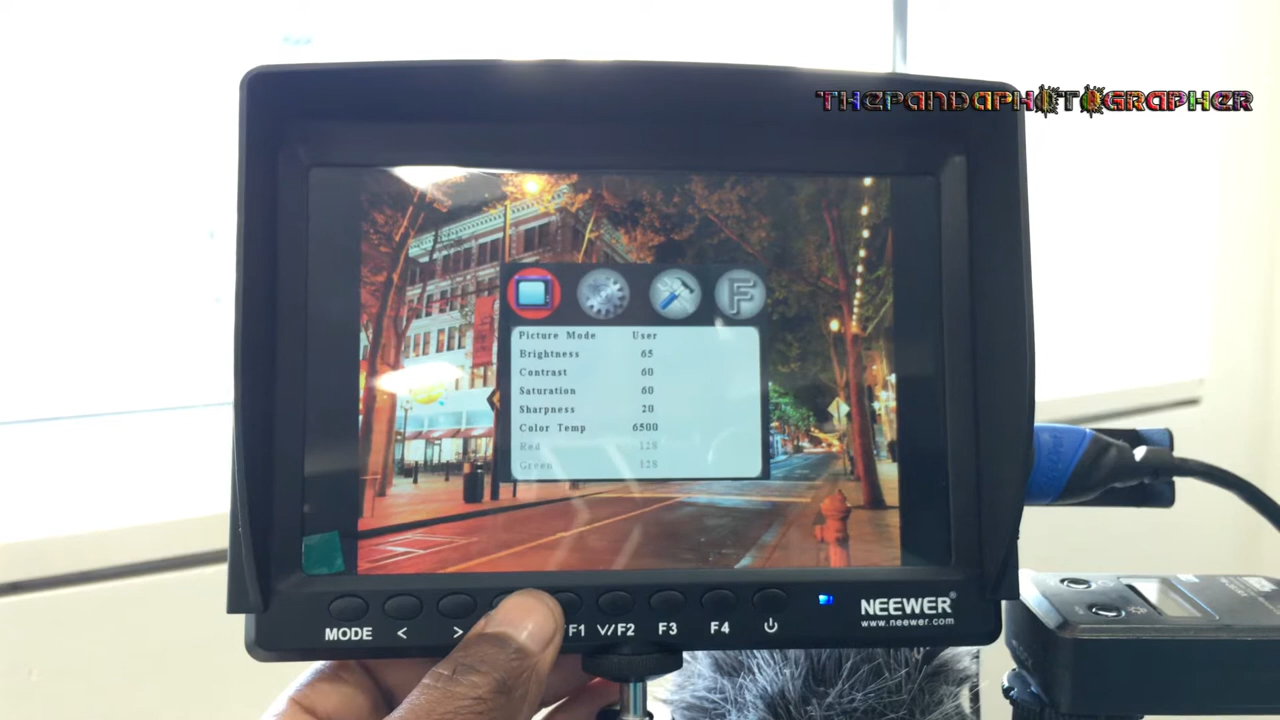 THEPANDAPHOTOGRAPHER
F
Picture Mode User
Brightness 65
Contrast 60
Saturation 60
Sharpness 20
Color Temp 6500
Red 128
Green 128
MODE < > F1 V/F2 F3 F4
NEEWER®
www.neewer.com